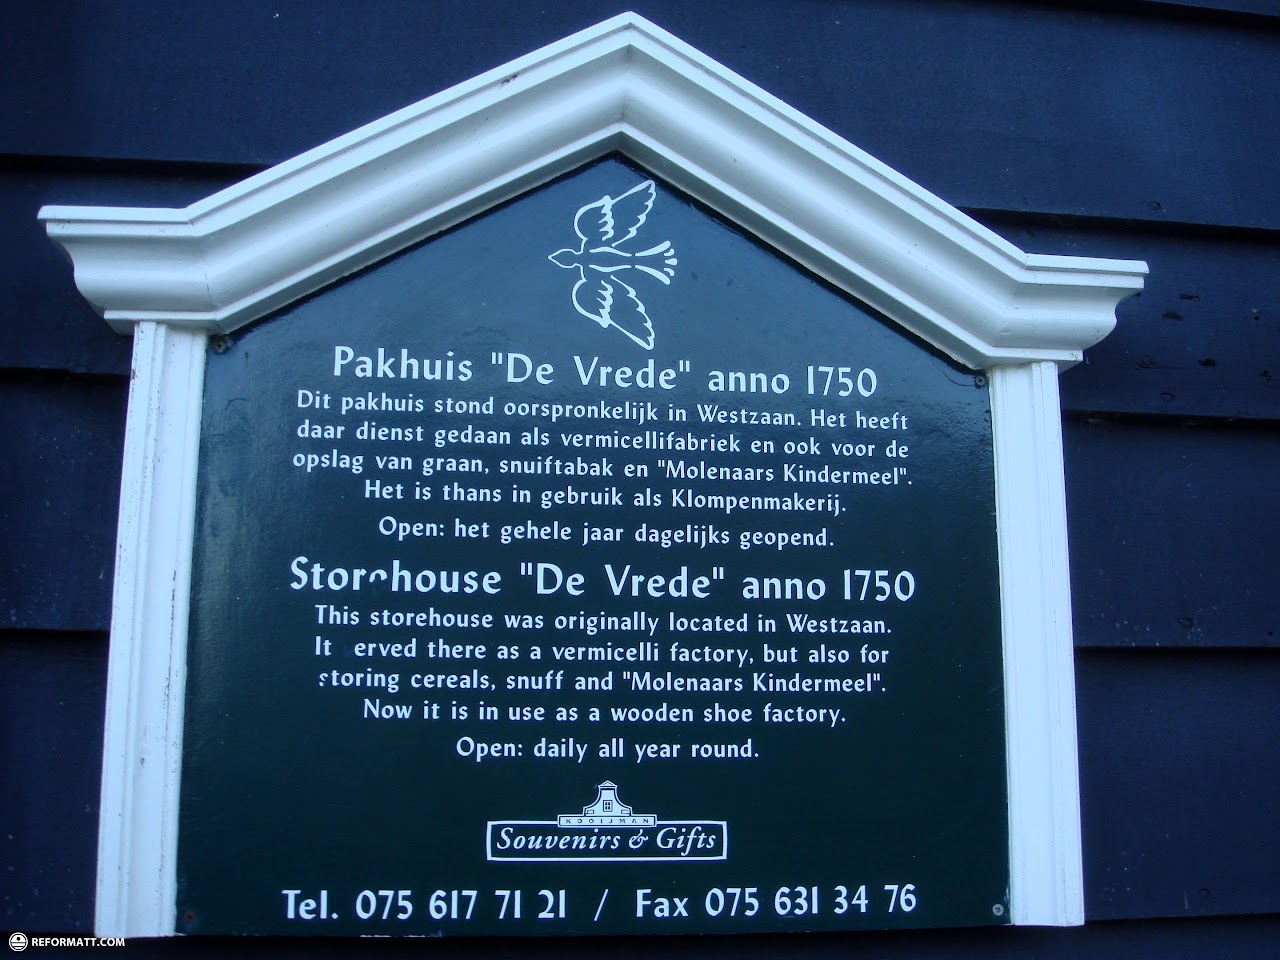 Pakhuis "De Vrede" anno 1750
Dit pakhuis stond oorspronkelijk in Westzaan. Het heeft
daar dienst gedaan als vermicellifabriek en ook voor de
opslag van graan, snuiftabak en "Molenaars Kindermeel".
Het is thans in gebruik als Klompenmakerij.
Open: het gehele jaar dagelijks geopend.
Storehouse "De Vrede" anno 1750
This storehouse was originally located in Westzaan.
It erved there as a vermicelli factory, but also for
storing cereals, snuff and "Molenaars Kindermeel".
Now it is in use as a wooden shoe factory.
Open: daily all year round.
KOOIJMAN
Souvenirs & Gifts
Tel. 075 617 71 21 / Fax 075 631 34 76
REFORMATT.COM